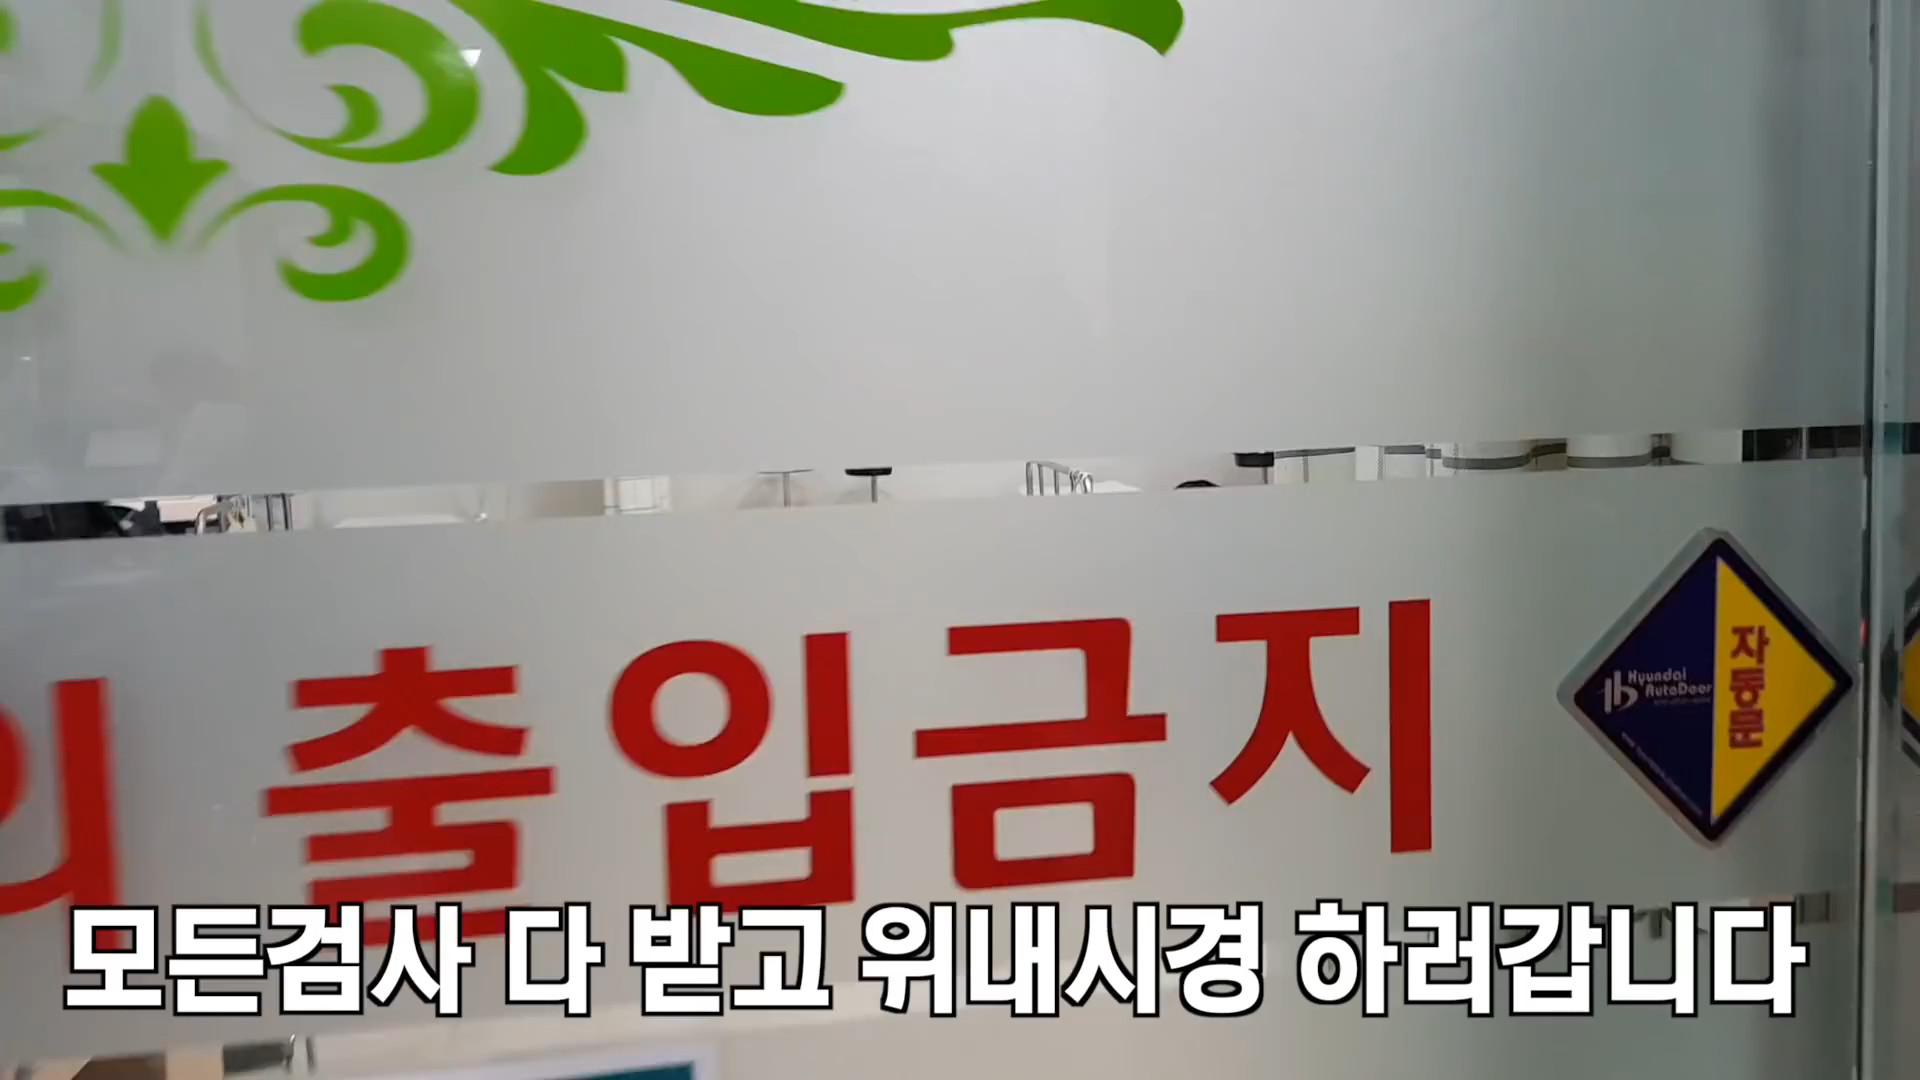 출입금지
Hyundai
AutoDoor
자동문
모든검사 다 받고 위내시경 하러갑니다